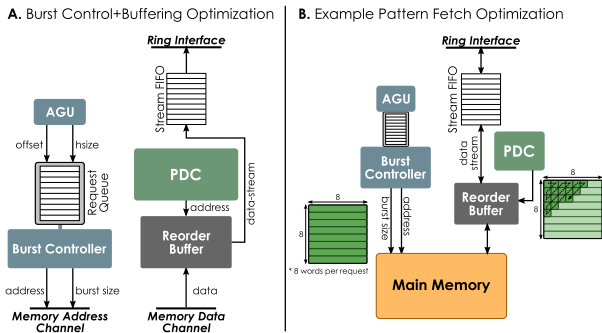 A. Burst Control+Buffering Optimization
Ring Interface
Stream FIFO
AGU
offset
hsize
Request
Queue
PDC
address
data-stream
Burst Controller
Reorder
Buffer
address
burst size
data
Memory Address
Channel
Memory Data
Channel
B. Example Pattern Fetch Optimization
Ring Interface
Stream FIFO
AGU
Burst
Controller
data
stream
PDC
8
8
* 8 words per request
burst size
address
Reorder
Buffer
8
8
Main Memory